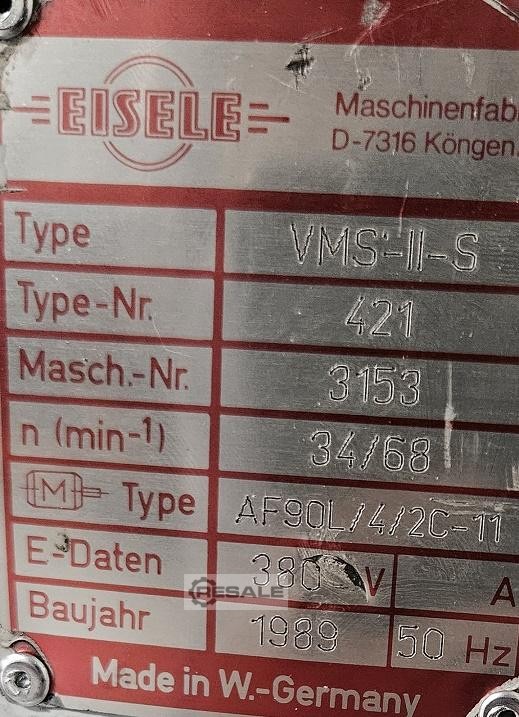 EISELE
Maschinenfab
D-7316 Köngen.
Type VMS-II-S
Type-Nr. 421
Masch.-Nr. 3153
n (min-1) 34/68
M Type AF90L/4/2C-11
E-Daten 380 V A
RESALE
Baujahr 1989 50 Hz
Made in W.-Germany